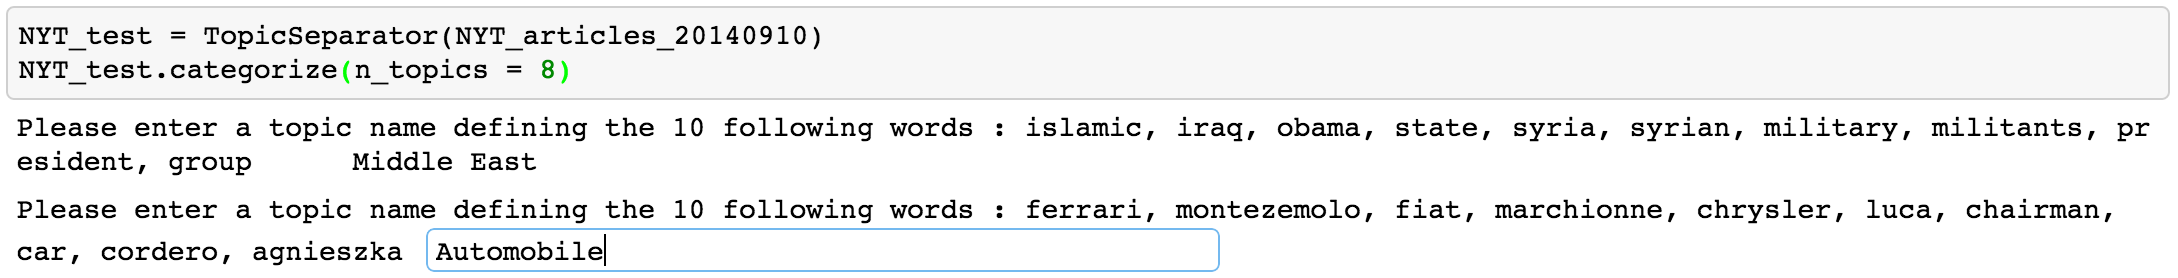 NYT_test = TopicSeparator(NYT_articles_20140910)
NYT_test.categorize(n_topics = 8)
Please enter a topic name defining the 10 following words : islamic, iraq, obama, state, syria, syrian, military, militants, pr
esident, group      Middle East
Please enter a topic name defining the 10 following words : ferrari, montezemolo, fiat, marchionne, chrysler, luca, chairman,
car, cordero, agnieszka  Automobile